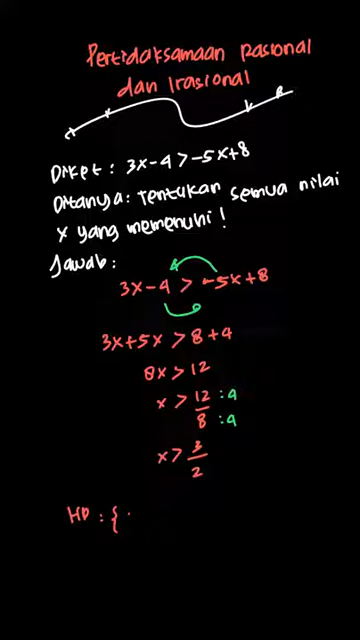 Pertidaksamaan Rasional
dan Irasional
Diket : 3x-4 > -5x+8
Ditanya : Tentukan semua nilai
x yang memenuhi !
Jawab :
3x-4 > -5x+8
3x+5x > 8+4
8x > 12
x > 12/8 :4 :4
x > 3/2
HP : {